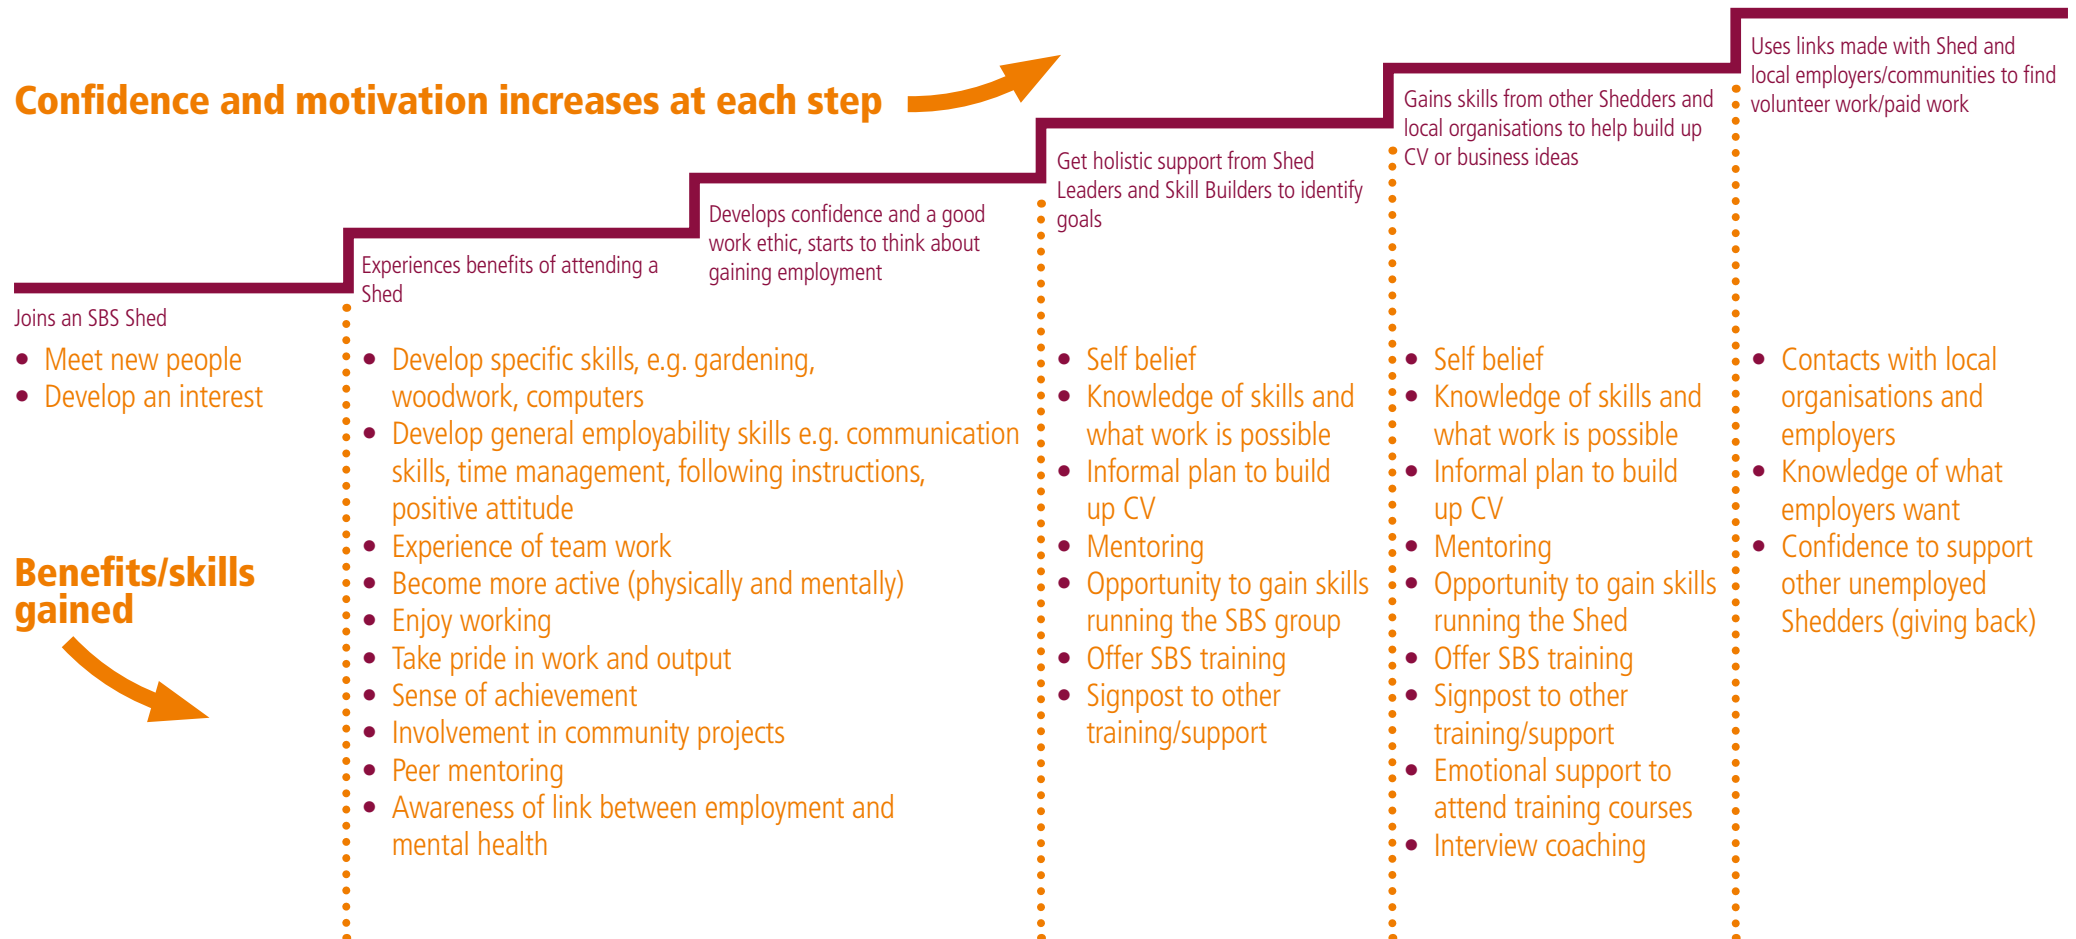 Confidence and motivation increases at each step
Joins an SBS Shed
• Meet new people
• Develop an interest
Benefits/skills
gained
Experiences benefits of attending a
Shed
Develops confidence and a good
work ethic, starts to think about
gaining employment
• Develop specific skills, e.g. gardening,
woodwork, computers
• Develop general employability skills e.g. communication
skills, time management, following instructions,
positive attitude
• Experience of team work
• Become more active (physically and mentally)
• Enjoy working
• Take pride in work and output
• Sense of achievement
• Involvement in community projects
• Peer mentoring
• Awareness of link between employment and
mental health
Get holistic support from Shed
Leaders and Skill Builders to identify
goals
• Self belief
• Knowledge of skills and
what work is possible
• Informal plan to build
up CV
• Mentoring
• Opportunity to gain skills
running the SBS group
• Offer SBS training
• Signpost to other
training/support
Gains skills from other Shedders and
local organisations to help build up
CV or business ideas
• Self belief
• Knowledge of skills and
what work is possible
• Informal plan to build
up CV
• Mentoring
• Opportunity to gain skills
running the Shed
• Offer SBS training
• Signpost to other
training/support
• Emotional support to
attend training courses
• Interview coaching
Uses links made with Shed and
local employers/communities to find
volunteer work/paid work
• Contacts with local
organisations and
employers
• Knowledge of what
employers want
• Confidence to support
other unemployed
Shedders (giving back)